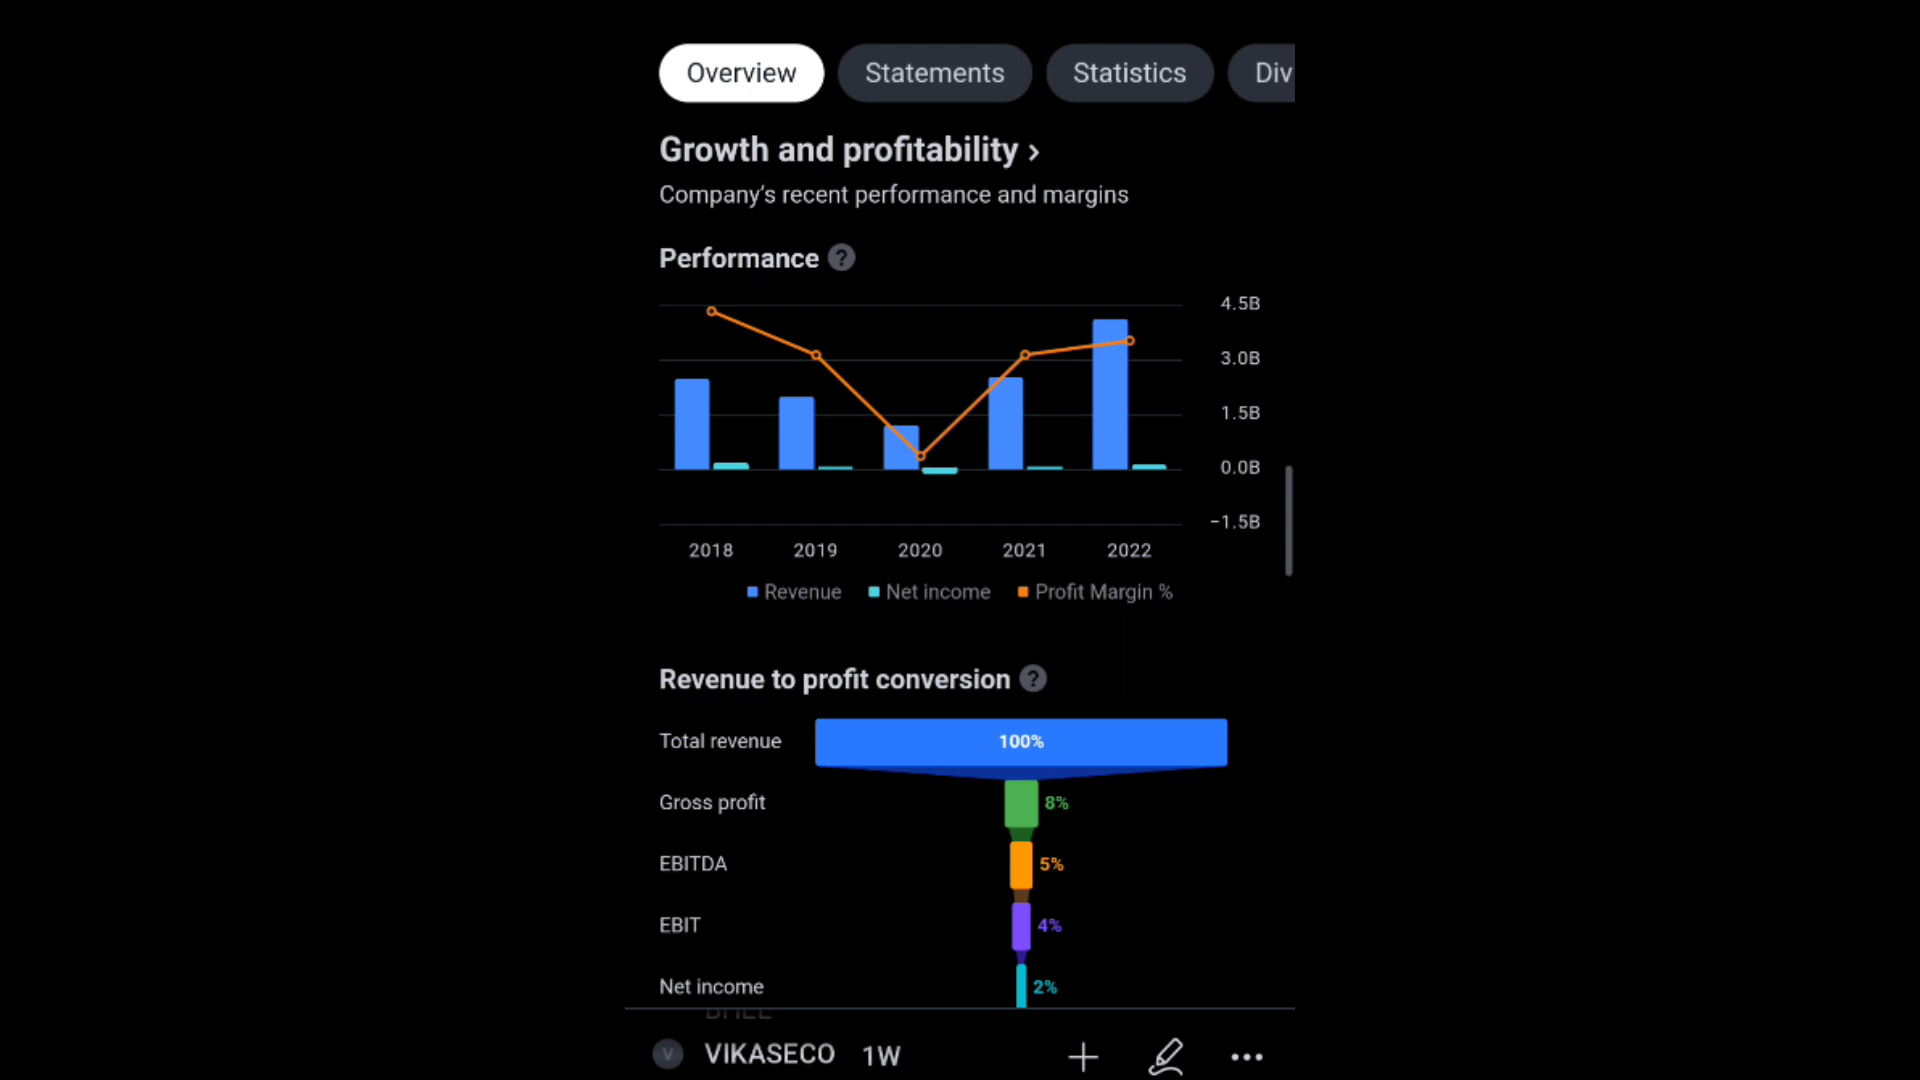 Overview Statements Statistics Div
Growth and profitability ›
Company's recent performance and margins
Performance ?
4.5B
3.0B
1.5B
0.0B
−1.5B
2018 2019 2020 2021 2022
Revenue Net income Profit Margin %
Revenue to profit conversion ?
Total revenue 100%
Gross profit 8%
EBITDA 5%
EBIT 4%
Net income 2%
V VIKASECO 1W